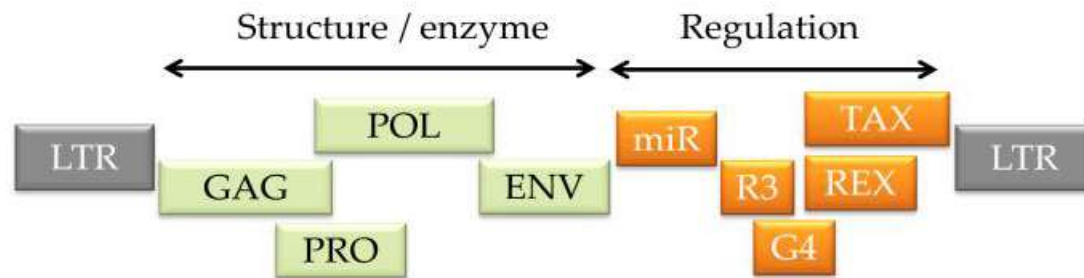 Structure / enzyme
Regulation
LTR
GAG
PRO
POL
ENV
miR
R3
G4
TAX
REX
LTR